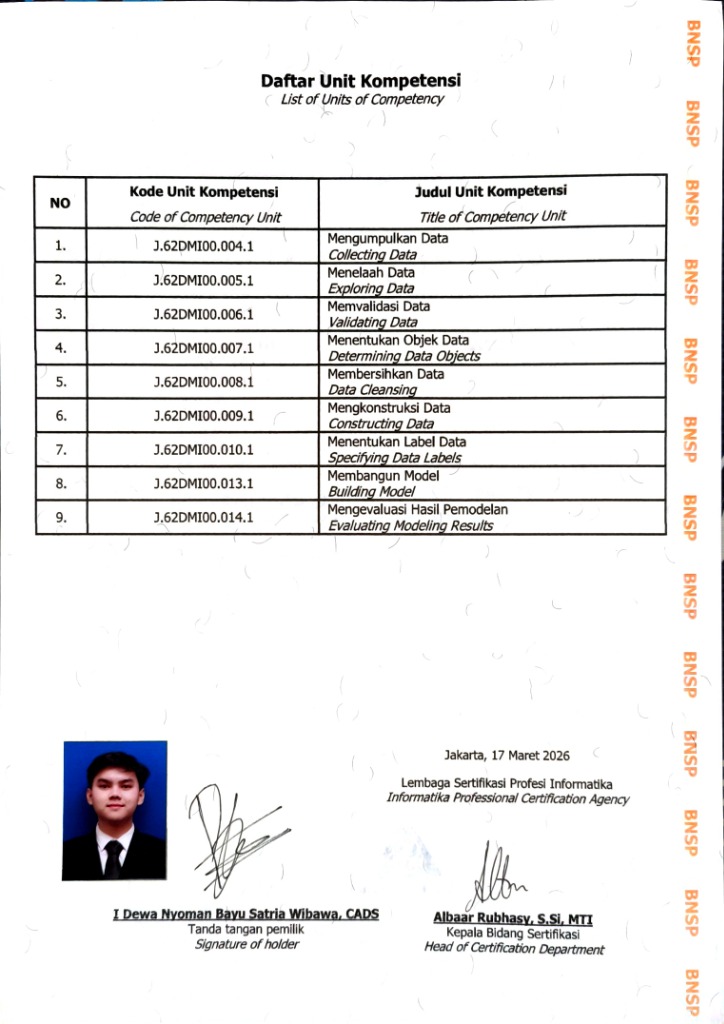 Daftar Unit Kompetensi
List of Units of Competency
NO
Kode Unit Kompetensi
Code of Competency Unit
Judul Unit Kompetensi
Title of Competency Unit
1.
J.62DMI00.004.1
Mengumpulkan Data
Collecting Data
2.
J.62DMI00.005.1
Menelaah Data
Exploring Data
3.
J.62DMI00.006.1
Memvalidasi Data
Validating Data
4.
J.62DMI00.007.1
Menentukan Objek Data
Determining Data Objects
5.
J.62DMI00.008.1
Membersihkan Data
Data Cleansing
6.
J.62DMI00.009.1
Mengkonstruksi Data
Constructing Data
7.
J.62DMI00.010.1
Menentukan Label Data
Specifying Data Labels
8.
J.62DMI00.013.1
Membangun Model
Building Model
9.
J.62DMI00.014.1
Mengevaluasi Hasil Pemodelan
Evaluating Modeling Results
Jakarta, 17 Maret 2026
Lembaga Sertifikasi Profesi Informatika
Informatika Professional Certification Agency
I Dewa Nyoman Bayu Satria Wibawa, CADS
Tanda tangan pemilik
Signature of holder
Albaar Rubhasy, S.Si, MTI
Kepala Bidang Sertifikasi
Head of Certification Department
BNSP
BNSP
BNSP
BNSP
BNSP
BNSP
BNSP
BNSP
BNSP
BNSP
BNSP
BNSP
BNSP